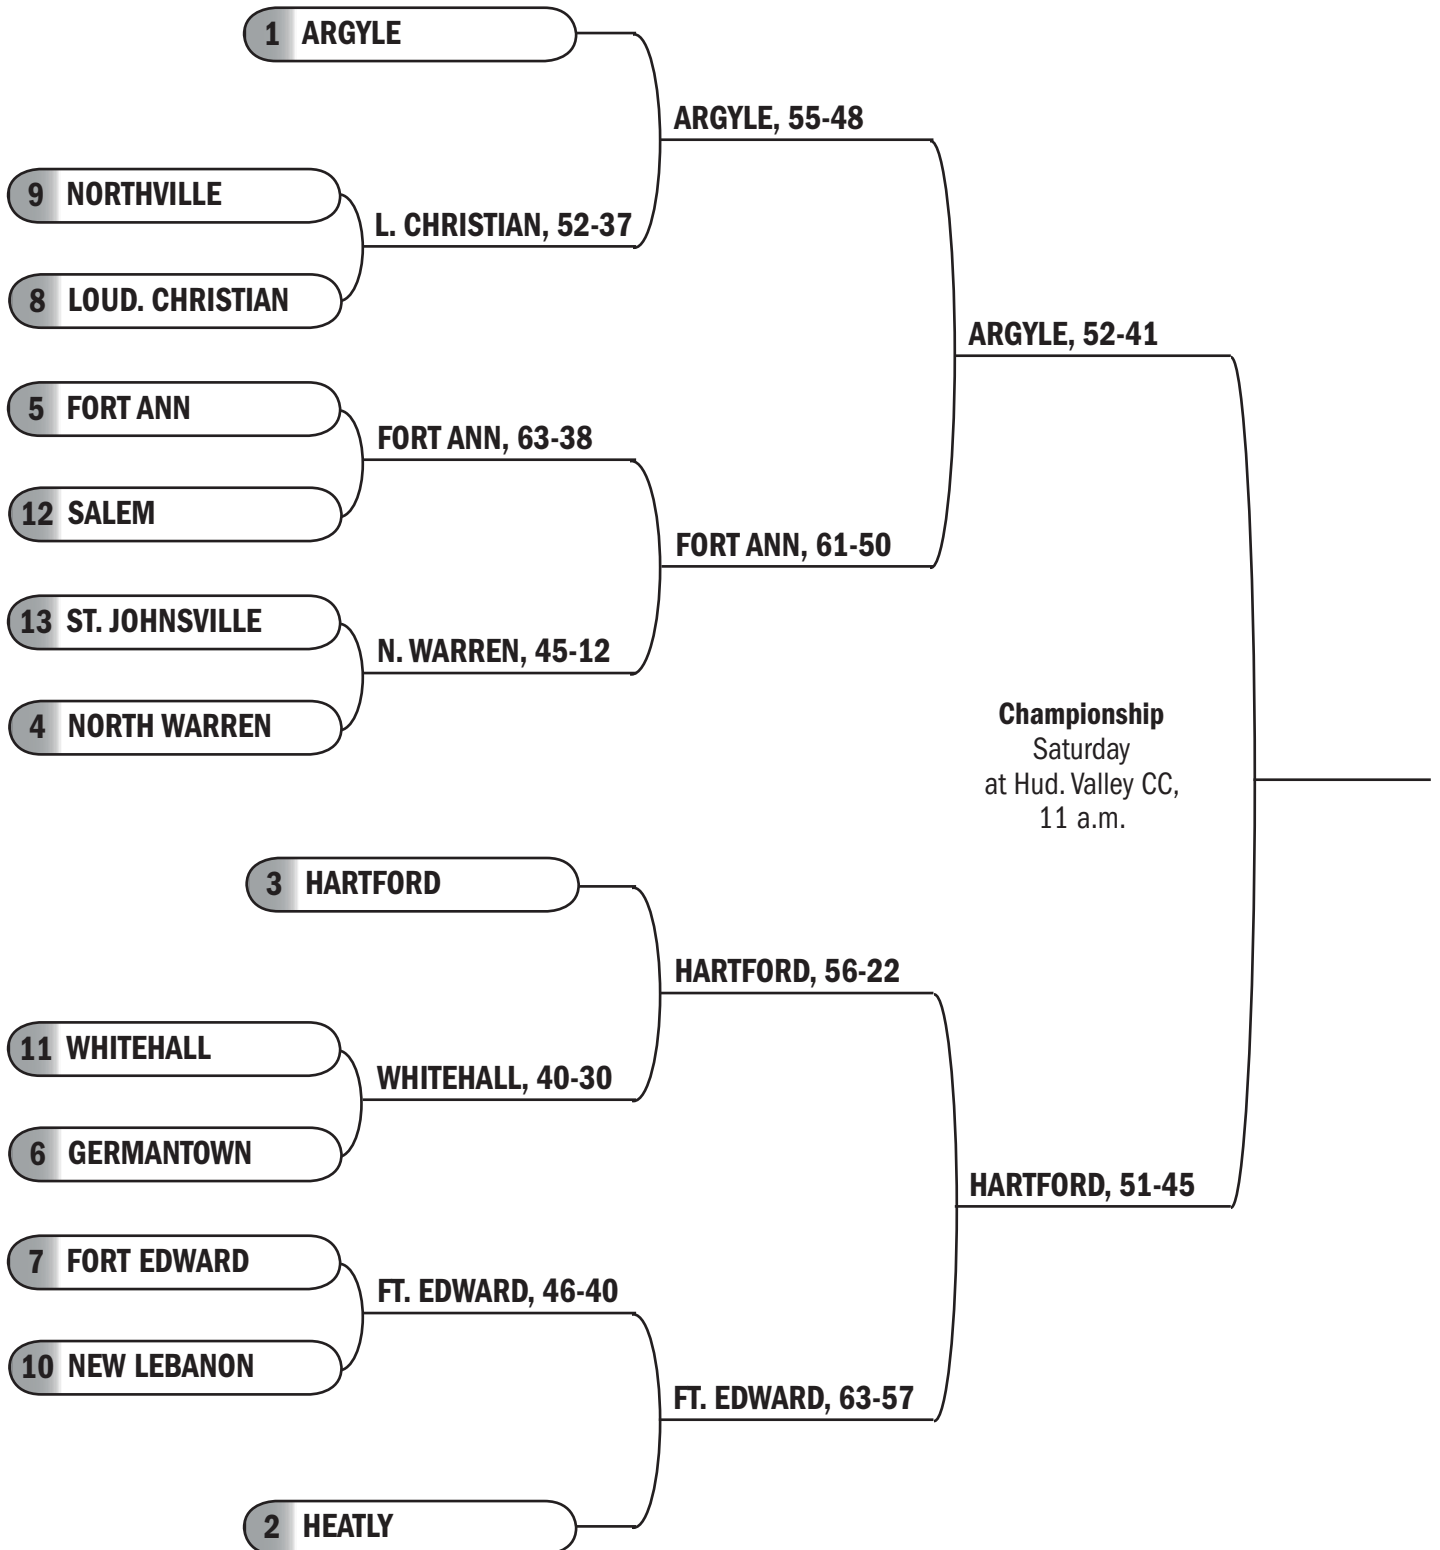 1 ARGYLE
ARGYLE, 55-48
9 NORTHVILLE
L. CHRISTIAN, 52-37
8 LOUD. CHRISTIAN
ARGYLE, 52-41
5 FORT ANN
FORT ANN, 63-38
12 SALEM
FORT ANN, 61-50
13 ST. JOHNSVILLE
N. WARREN, 45-12
4 NORTH WARREN
Championship
Saturday
at Hud. Valley CC,
11 a.m.
3 HARTFORD
HARTFORD, 56-22
11 WHITEHALL
WHITEHALL, 40-30
6 GERMANTOWN
HARTFORD, 51-45
7 FORT EDWARD
FT. EDWARD, 46-40
10 NEW LEBANON
FT. EDWARD, 63-57
2 HEATLY